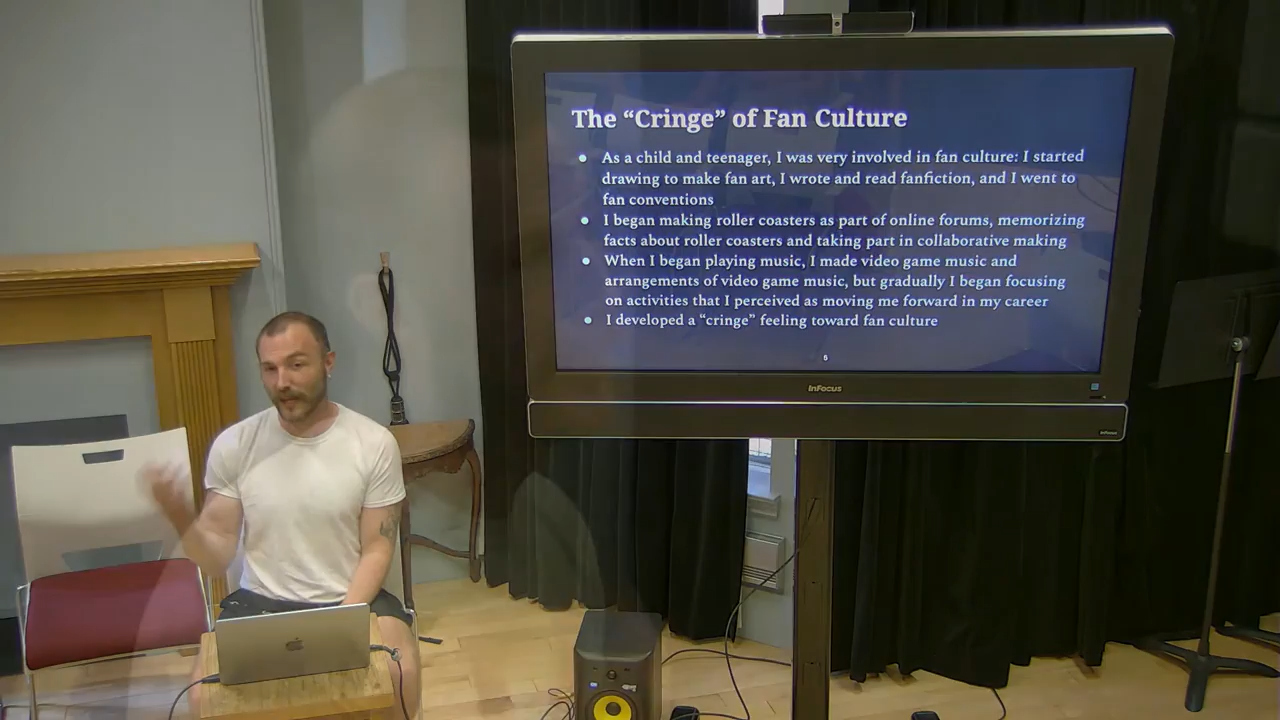 The “Cringe” of Fan Culture
● As a child and teenager, I was very involved in fan culture: I started
drawing to make fan art, I wrote and read fanfiction, and I went to
fan conventions
● I began making roller coasters as part of online forums, memorizing
facts about roller coasters and taking part in collaborative making
● When I began playing music, I made video game music and
arrangements of video game music, but gradually I began focusing
on activities that I perceived as moving me forward in my career
● I developed a “cringe” feeling toward fan culture
InFocus